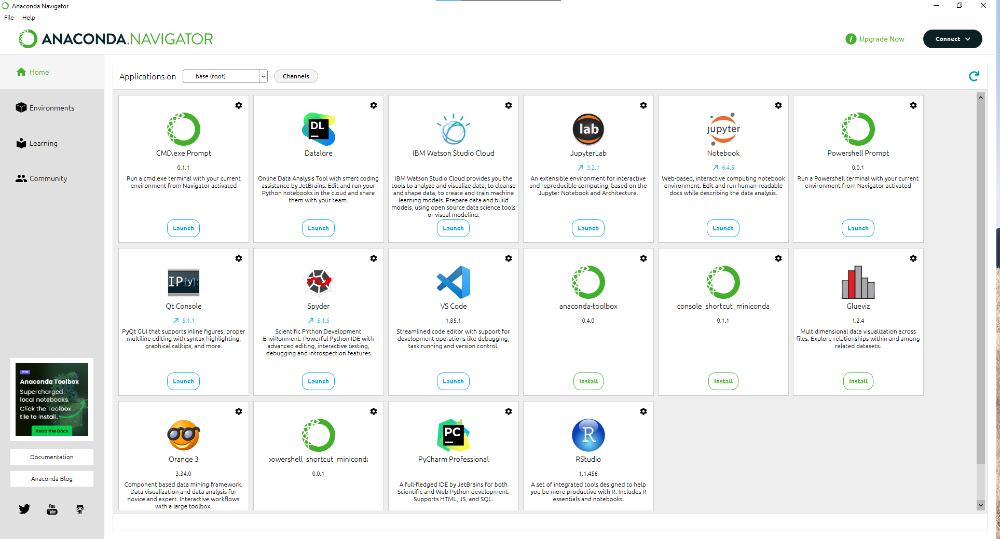 Anaconda Navigator
File Help
ANACONDA.NAVIGATOR
i Upgrade Now
Connect
Home
Environments
Learning
Community
NEW
Anaconda Toolbox
Supercharged
local notebooks.
Click the Toolbox
tile to Install.
Read the Docs
Documentation
Anaconda Blog
You
Tube
Applications on base (root) Channels
CMD.exe Prompt
0.1.1
Run a cmd.exe terminal with your current
environment from Navigator activated
Launch
DL
Datalore
Online Data Analysis Tool with smart coding
assistance by JetBrains. Edit and run your
Python notebooks in the cloud and share
them with your team.
Launch
IBM Watson Studio Cloud
IBM Watson Studio Cloud provides you the
tools to analyze and visualize data, to cleanse
and shape data, to create and train machine
learning models. Prepare data and build
models, using open source data science tools
or visual modeling.
Launch
lab
JupyterLab
3.2.1
An extensible environment for interactive
and reproducible computing, based on the
Jupyter Notebook and Architecture.
Launch
jupyter
Notebook
6.4.5
Web-based, interactive computing notebook
environment. Edit and run human-readable
docs while describing the data analysis.
Launch
Powershell Prompt
0.0.1
Run a Powershell terminal with your current
environment from Navigator activated
Launch
IP[y]:
Qt Console
5.1.1
PyQt GUI that supports inline figures, proper
multiline editing with syntax highlighting,
graphical calltips, and more.
Launch
Spyder
5.1.5
Scientific PYthon Development
EnviRonment. Powerful Python IDE with
advanced editing, interactive testing,
debugging and introspection features
Launch
VS Code
1.85.1
Streamlined code editor with support for
development operations like debugging,
task running and version control.
Launch
anaconda-toolbox
0.4.0
Install
console_shortcut_miniconda
0.1.1
Install
Glueviz
1.2.4
Multidimensional data visualization across
files. Explore relationships within and among
related datasets.
Install
Orange 3
3.34.0
Component based data mining framework.
Data visualization and data analysis for
novice and expert. Interactive workflows
with a large toolbox.
powershell_shortcut_miniconda
0.0.1
PC
PyCharm Professional
A full-fledged IDE by JetBrains for both
Scientific and Web Python development.
Supports HTML, JS, and SQL.
R
RStudio
1.1.456
A set of integrated tools designed to help
you be more productive with R. Includes R
essentials and notebooks.